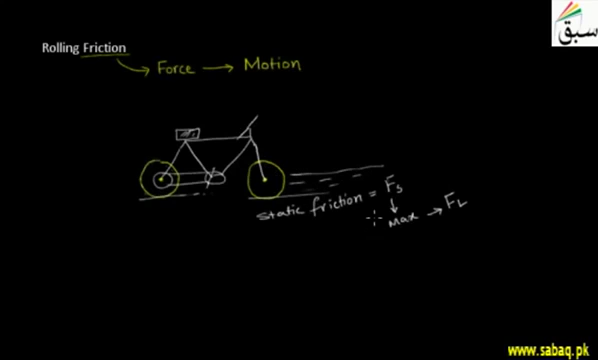 سبق
Rolling Friction
Force → Motion
static friction = Fs
Max → FL
www.sabaq.pk